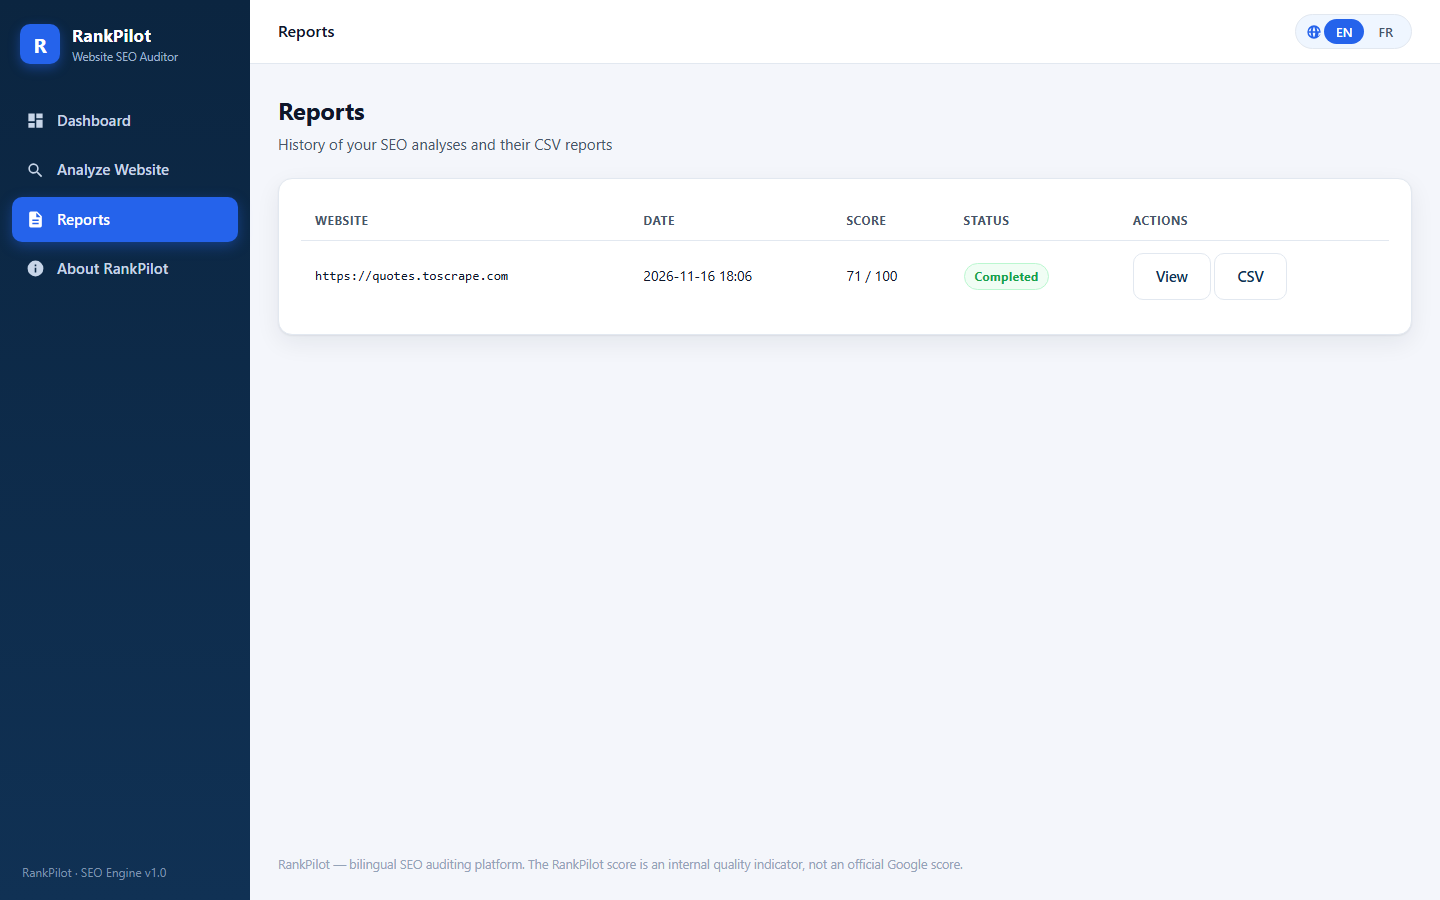 R
RankPilot
Website SEO Auditor
Dashboard
Analyze Website
Reports
About RankPilot
RankPilot · SEO Engine v1.0
Reports
EN FR
Reports
History of your SEO analyses and their CSV reports
WEBSITE DATE SCORE STATUS ACTIONS
https://quotes.toscrape.com 2026-11-16 18:06 71 / 100 Completed View CSV
RankPilot — bilingual SEO auditing platform. The RankPilot score is an internal quality indicator, not an official Google score.